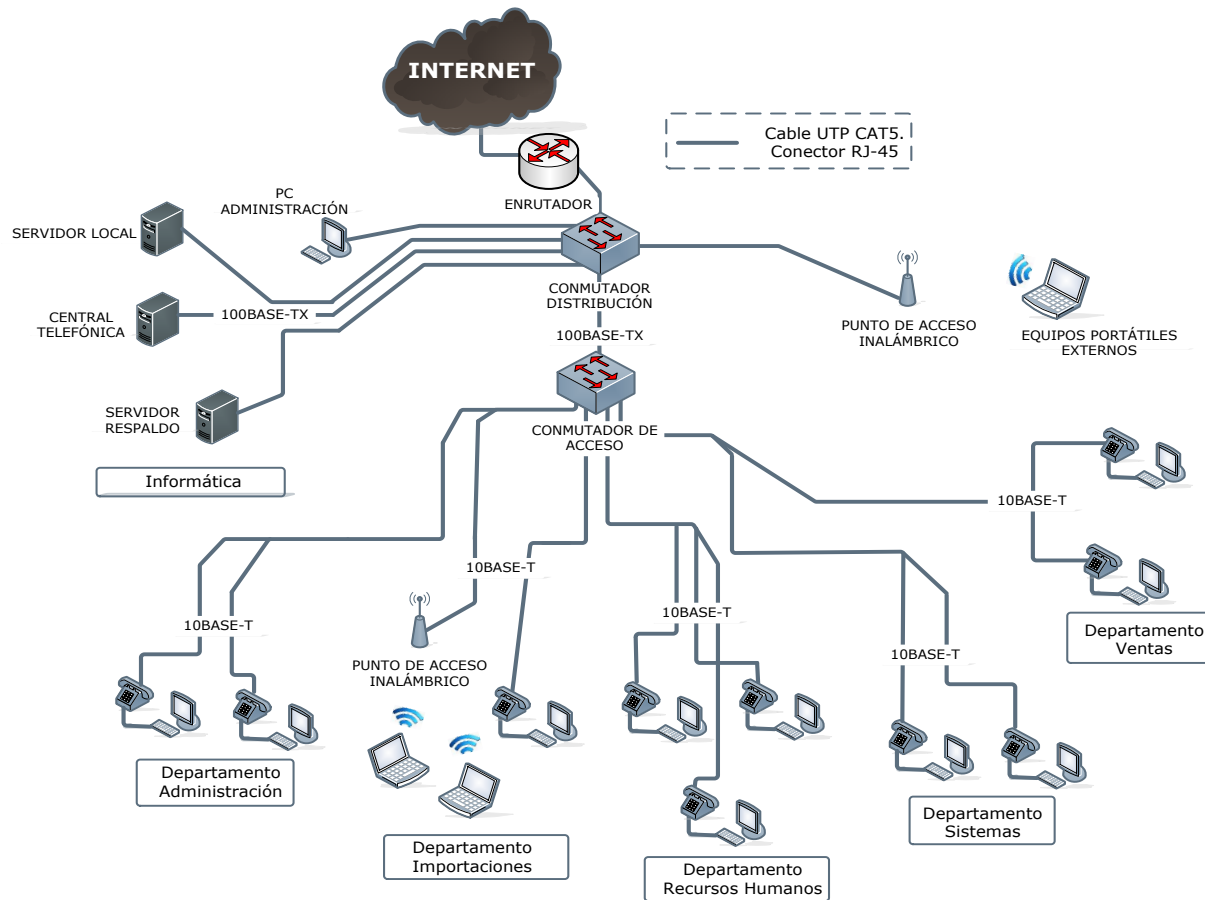 INTERNET
Cable UTP CAT5.
Conector RJ-45
ENRUTADOR
PC
ADMINISTRACIÓN
SERVIDOR LOCAL
CONMUTADOR
DISTRIBUCIÓN
CENTRAL
TELEFÓNICA
100BASE-TX
100BASE-TX
PUNTO DE ACCESO
INALÁMBRICO
EQUIPOS PORTÁTILES
EXTERNOS
SERVIDOR
RESPALDO
CONMUTADOR DE
ACCESO
Informática
10BASE-T
10BASE-T
10BASE-T
10BASE-T
10BASE-T
Departamento
Ventas
PUNTO DE ACCESO
INALÁMBRICO
Departamento
Administración
Departamento
Importaciones
Departamento
Recursos Humanos
Departamento
Sistemas